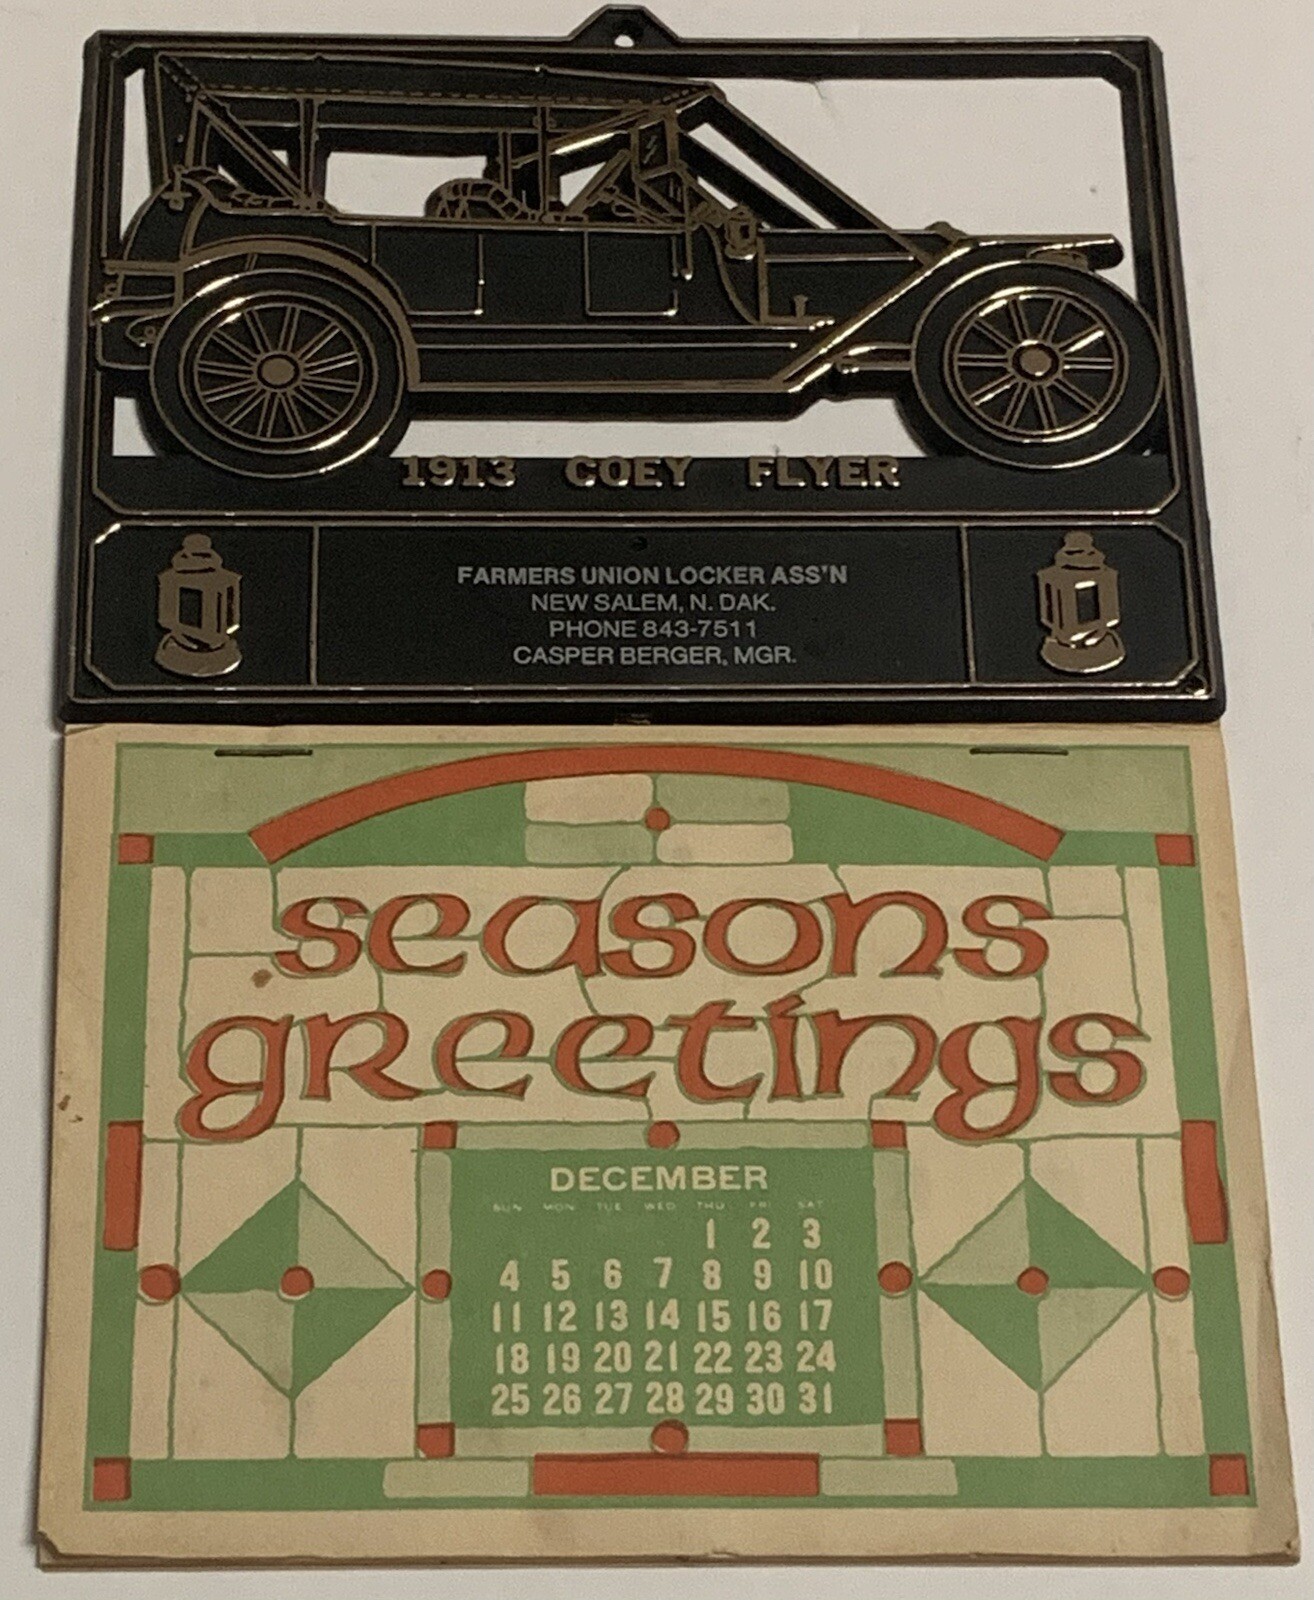 1913 COEY FLYER
FARMERS UNION LOCKER ASS'N
NEW SALEM, N. DAK.
PHONE 843-7511
CASPER BERGER, MGR.
seasons
greetings
DECEMBER
SUN MON TUE WED THU FRI SAT
1 2 3
4 5 6 7 8 9 10
11 12 13 14 15 16 17
18 19 20 21 22 23 24
25 26 27 28 29 30 31